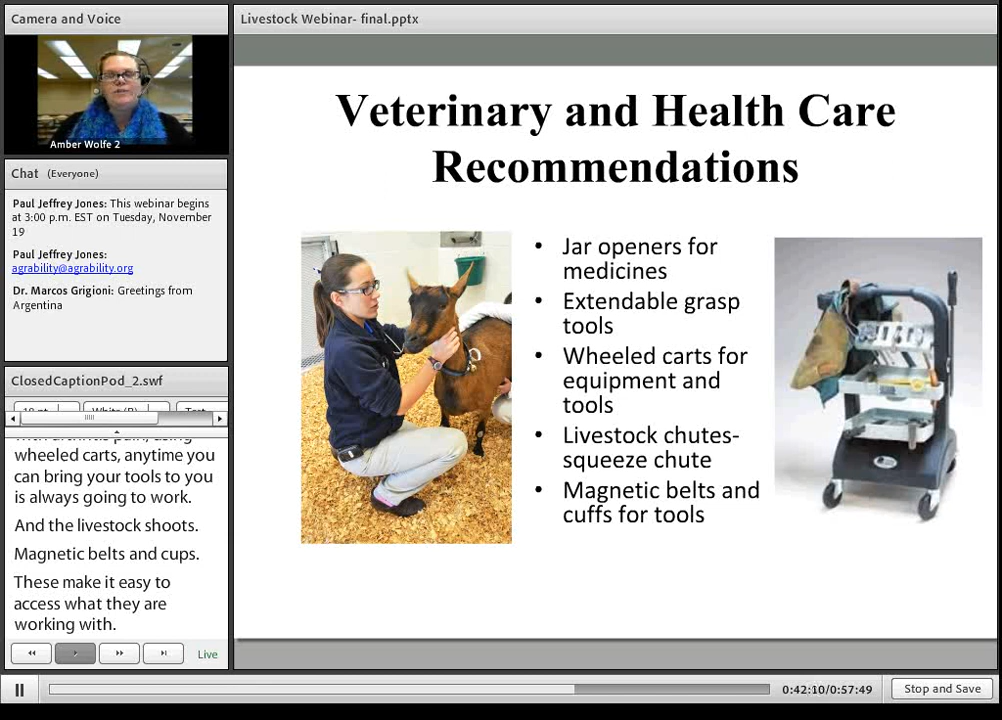 Camera and Voice
Amber Wolfe 2
Chat (Everyone)
Paul Jeffrey Jones: This webinar begins
at 3:00 p.m. EST on Tuesday, November
19
Paul Jeffrey Jones:
agrability@agrability.org
Dr. Marcos Grigioni: Greetings from
Argentina
ClosedCaptionPod_2.swf
with arthritis pain, using
wheeled carts, anytime you
can bring your tools to you
is always going to work.
And the livestock shoots.
Magnetic belts and cups.
These make it easy to
access what they are
working with.
Live
Livestock Webinar- final.pptx
Veterinary and Health Care
Recommendations
• Jar openers for
medicines
• Extendable grasp
tools
• Wheeled carts for
equipment and
tools
• Livestock chutes-
squeeze chute
• Magnetic belts and
cuffs for tools
0:42:10/0:57:49
Stop and Save